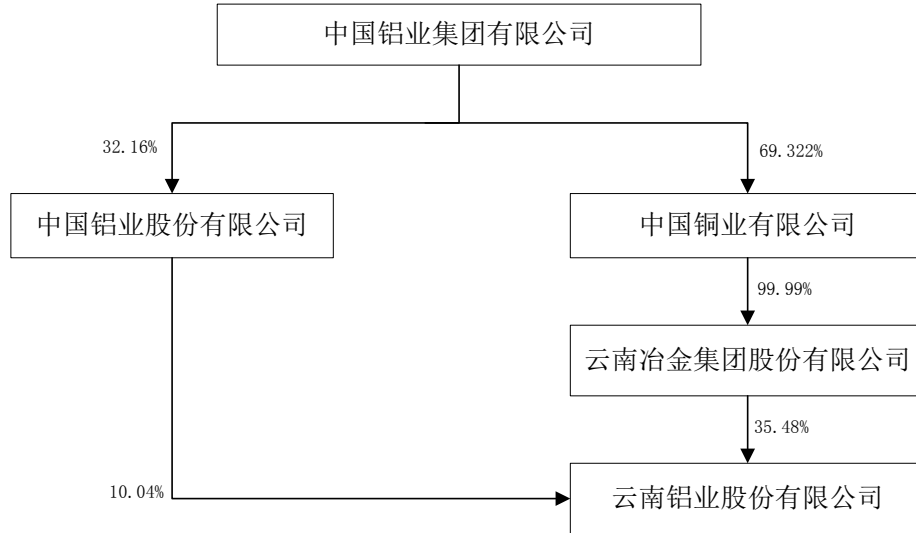 中国铝业集团有限公司
32.16%
69.322%
中国铝业股份有限公司
中国铜业有限公司
99.99%
云南冶金集团股份有限公司
35.48%
10.04%
云南铝业股份有限公司